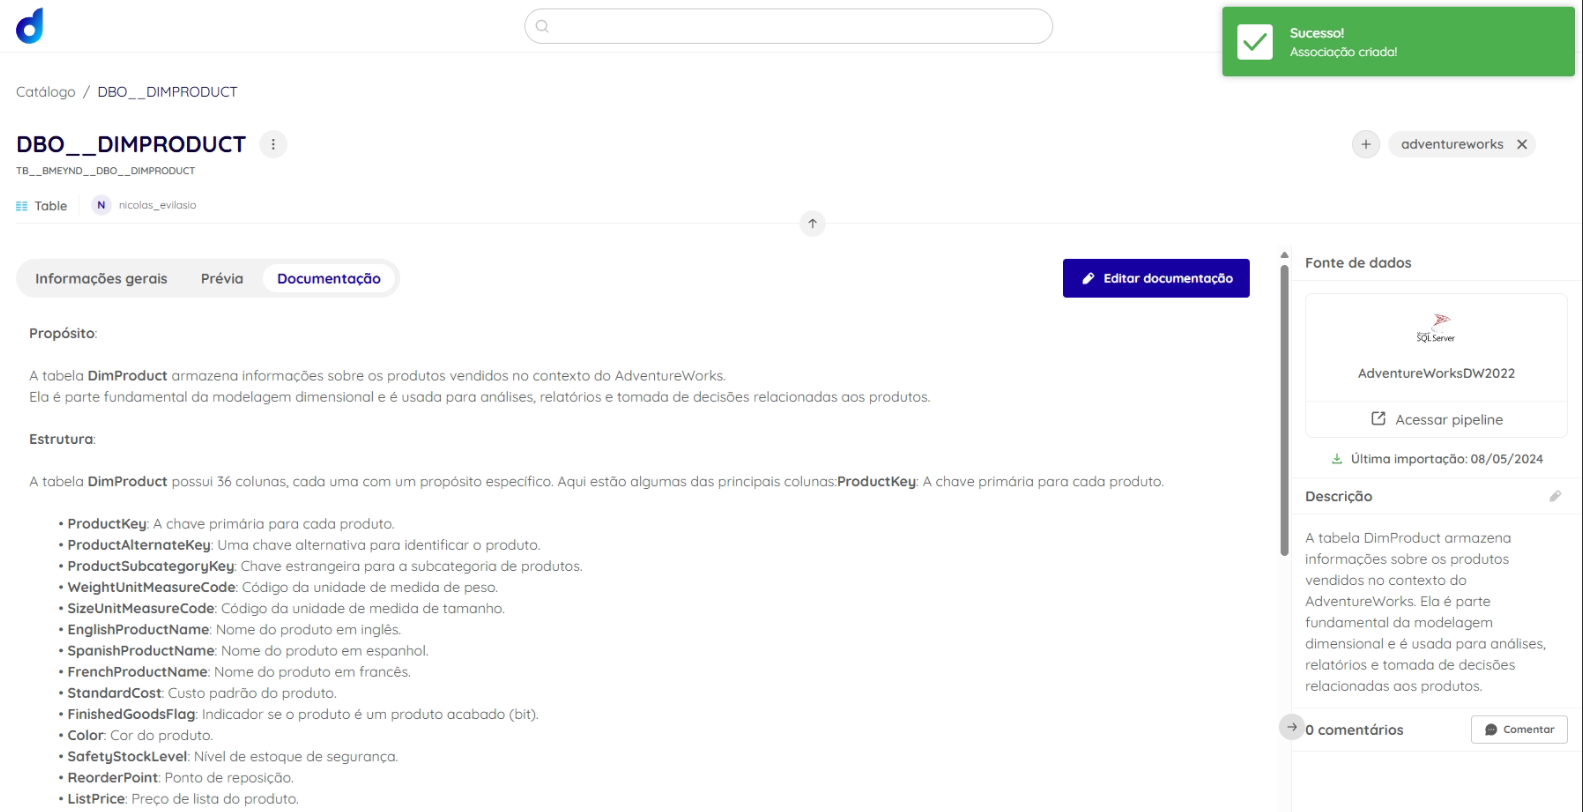 Sucesso!
Associação criada!
Catálogo / DBO__DIMPRODUCT
DBO__DIMPRODUCT
adventureworks
TB__BMEYND__DBO__DIMPRODUCT
Table N nicolas_evilasio
Informações gerais Prévia Documentação
Editar documentação
Propósito:
A tabela DimProduct armazena informações sobre os produtos vendidos no contexto do AdventureWorks.
Ela é parte fundamental da modelagem dimensional e é usada para análises, relatórios e tomada de decisões relacionadas aos produtos.
Estrutura:
A tabela DimProduct possui 36 colunas, cada uma com um propósito específico. Aqui estão algumas das principais colunas:ProductKey: A chave primária para cada produto.
• ProductKey: A chave primária para cada produto.
• ProductAlternateKey: Uma chave alternativa para identificar o produto.
• ProductSubcategoryKey: Chave estrangeira para a subcategoria de produtos.
• WeightUnitMeasureCode: Código da unidade de medida de peso.
• SizeUnitMeasureCode: Código da unidade de medida de tamanho.
• EnglishProductName: Nome do produto em inglês.
• SpanishProductName: Nome do produto em espanhol.
• FrenchProductName: Nome do produto em francês.
• StandardCost: Custo padrão do produto.
• FinishedGoodsFlag: Indicador se o produto é um produto acabado (bit).
• Color: Cor do produto.
• SafetyStockLevel: Nível de estoque de segurança.
• ReorderPoint: Ponto de reposição.
• ListPrice: Preço de lista do produto.
Fonte de dados
SQL Server
AdventureWorksDW2022
Acessar pipeline
Última importação: 08/05/2024
Descrição
A tabela DimProduct armazena
informações sobre os produtos
vendidos no contexto do
AdventureWorks. Ela é parte
fundamental da modelagem
dimensional e é usada para análises,
relatórios e tomada de decisões
relacionadas aos produtos.
0 comentários
Comentar